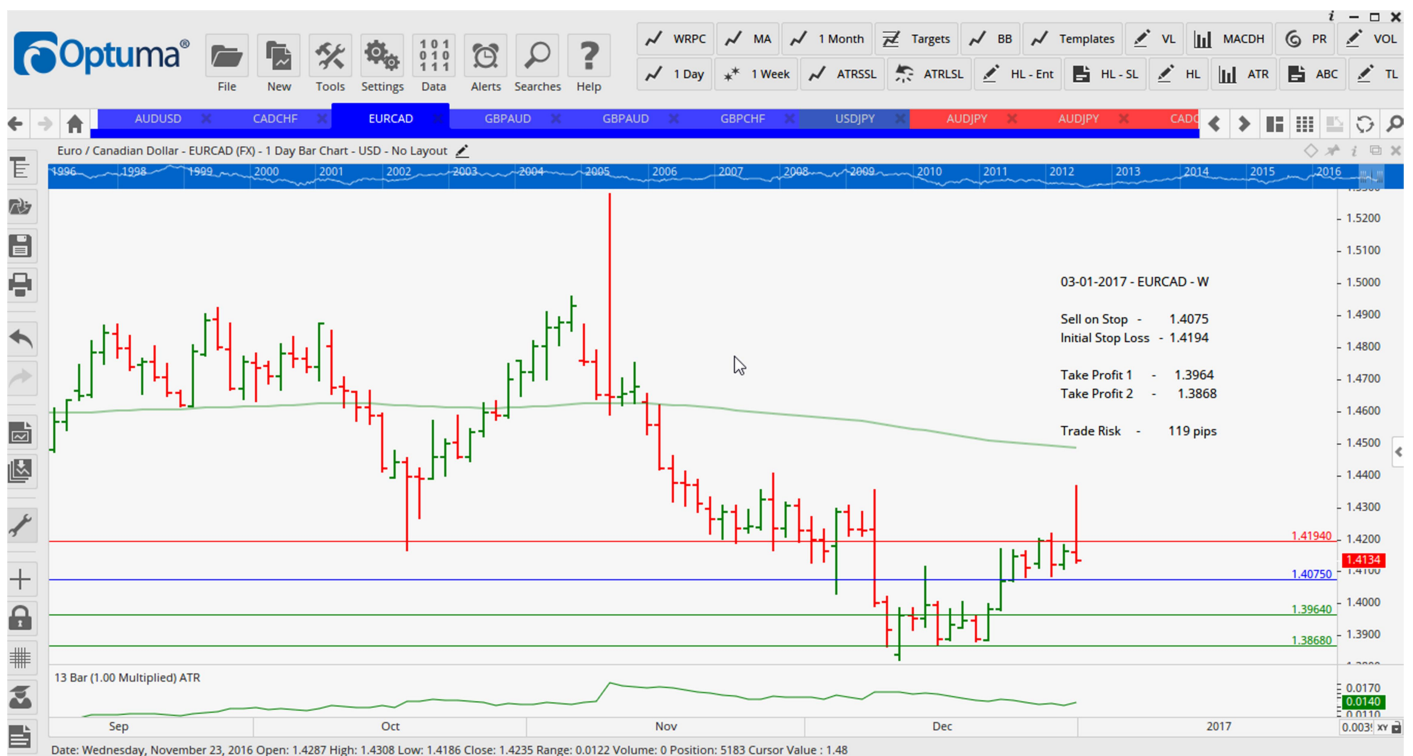 i
Optuma®
File
New
Tools
Settings
101
010
111
Data
Alerts
Searches
?
Help
WRPC
MA
1 Month
Targets
BB
Templates
VL
MACDH
PR
VOL
1 Day
1 Week
ATRSSL
ATRLSL
HL - Ent
HL - SL
HL
ATR
ABC
TL
AUDUSD
CADCHF
EURCAD
GBPAUD
GBPAUD
GBPCHF
USDJPY
AUDJPY
AUDJPY
Euro / Canadian Dollar - EURCAD (FX) - 1 Day Bar Chart - USD - No Layout
1996 1998 1999 2000 2001 2002 2003 2004 2005 2006 2007 2008 2009 2010 2011 2012 2013 2014 2015 2016
1.5200
1.5100
1.5000
1.4900
1.4800
1.4700
1.4600
1.4500
1.4400
1.4300
1.4200
1.4134
1.4100
1.4000
1.3900
03-01-2017 - EURCAD - W
Sell on Stop - 1.4075
Initial Stop Loss - 1.4194
Take Profit 1 - 1.3964
Take Profit 2 - 1.3868
Trade Risk - 119 pips
1.41940
1.40750
1.39640
1.38680
13 Bar (1.00 Multiplied) ATR
0.0170
0.0140
0.0110
Sep Oct Nov Dec 2017
XY
Date: Wednesday, November 23, 2016 Open: 1.4287 High: 1.4308 Low: 1.4186 Close: 1.4235 Range: 0.0122 Volume: 0 Position: 5183 Cursor Value : 1.48